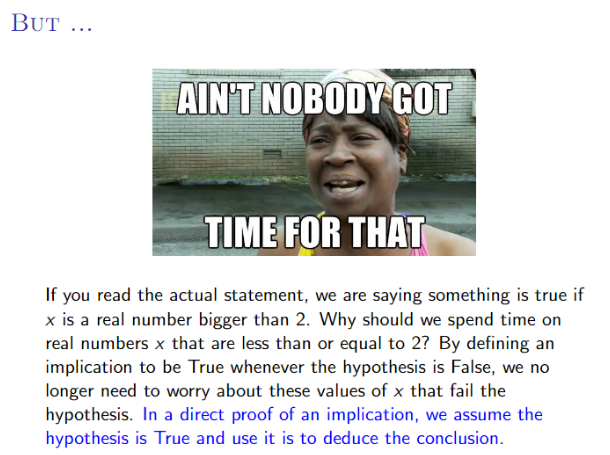 But ...
AIN'T NOBODY GOT
TIME FOR THAT
If you read the actual statement, we are saying something is true if
x is a real number bigger than 2. Why should we spend time on
real numbers x that are less than or equal to 2? By defining an
implication to be True whenever the hypothesis is False, we no
longer need to worry about these values of x that fail the
hypothesis. In a direct proof of an implication, we assume the
hypothesis is True and use it is to deduce the conclusion.